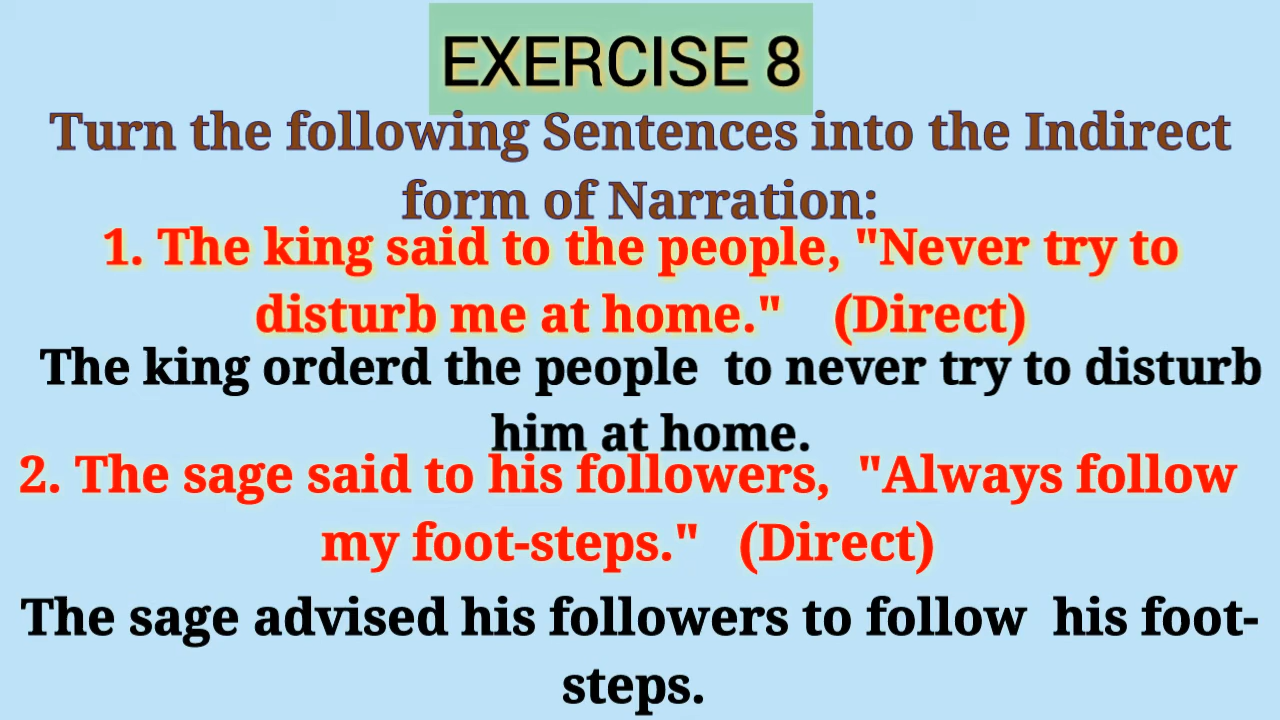 EXERCISE 8
Turn the following Sentences into the Indirect
form of Narration:
1. The king said to the people, "Never try to
disturb me at home." (Direct)
The king orderd the people to never try to disturb
him at home.
2. The sage said to his followers, "Always follow
my foot-steps." (Direct)
The sage advised his followers to follow his foot-
steps.